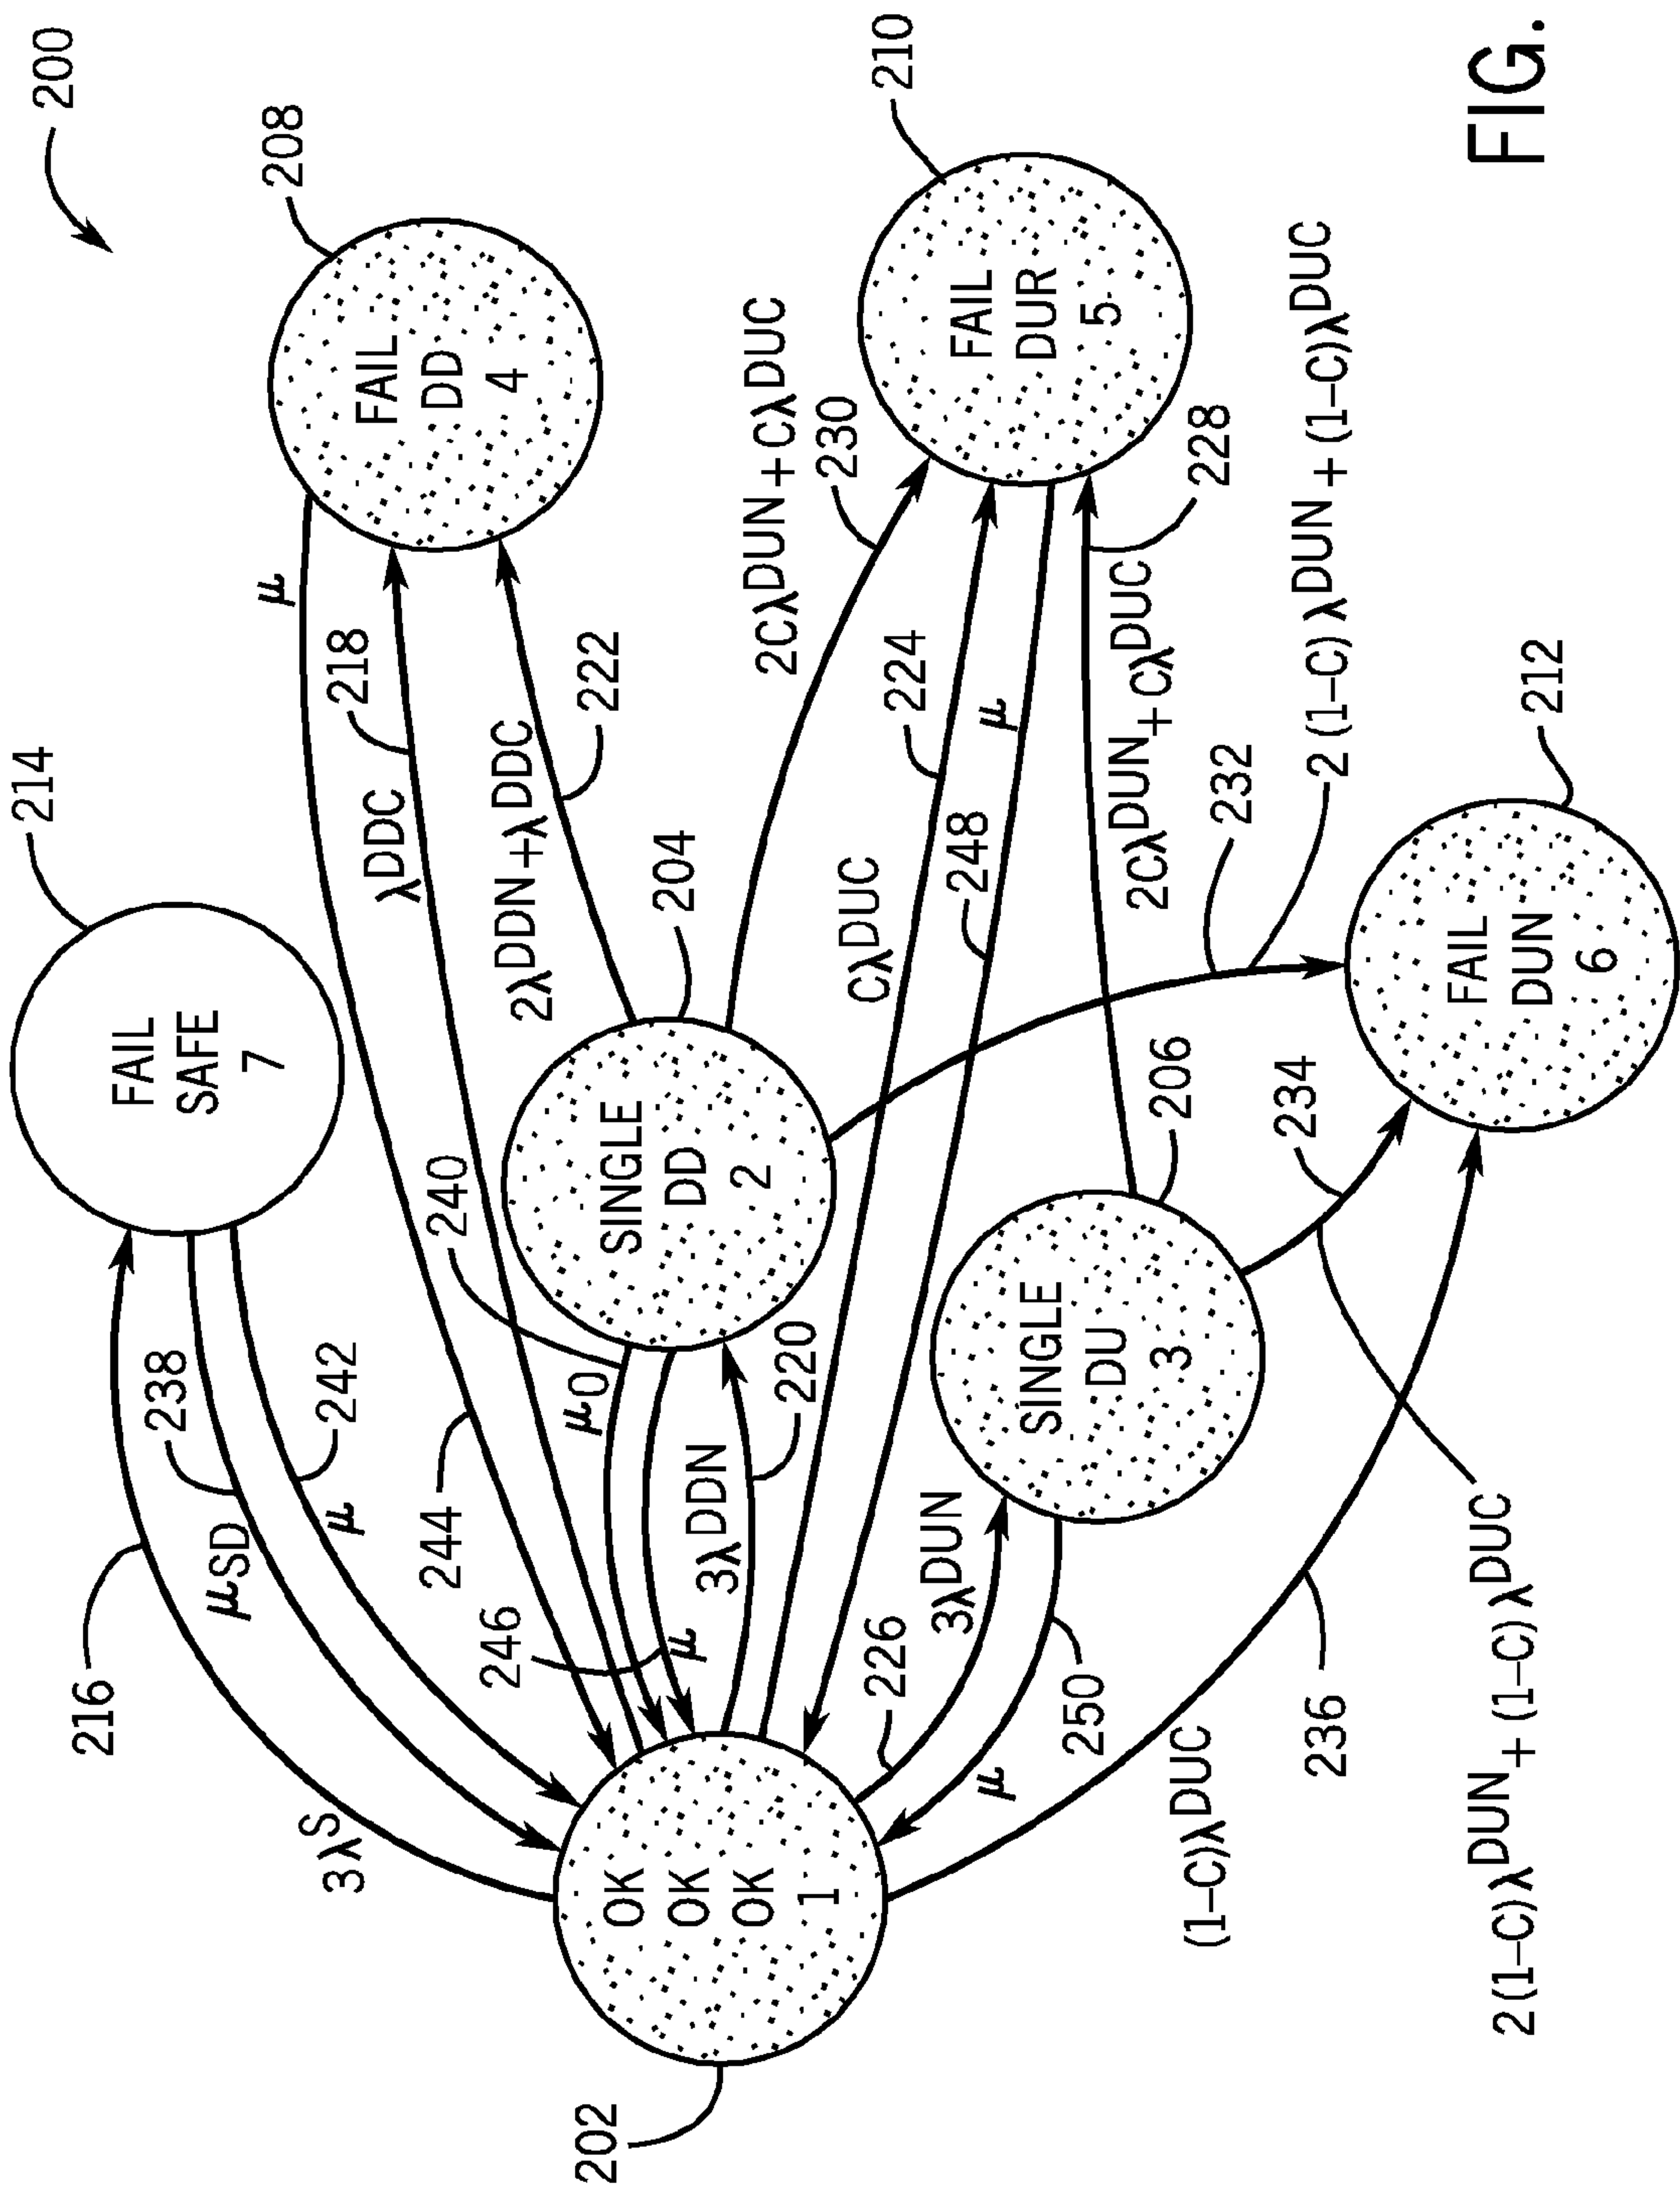 200
214
FAIL
SAFE
7
208
FAIL
DD
4
216
3λS
238
μSD
242
μ
244
μ
218
λDDC
222
2λDDN+λDDC
240
204
SINGLE
DD
2
μO
246
μ
3λDDN
220
202
OK
OK
OK
1
2CλDUN+CλDUC
230
210
FAIL
DUR
5
CλDUC
224
248
μ
228
2CλDUN+CλDUC
206
SINGLE
DU
3
226
3λDUN
250
μ
232
2(1-C)λDUN+(1-C)λDUC
234
212
FAIL
DUN
6
(1-C)λDUC
236
2(1-C)λDUN+(1-C)λDUC
FIG.